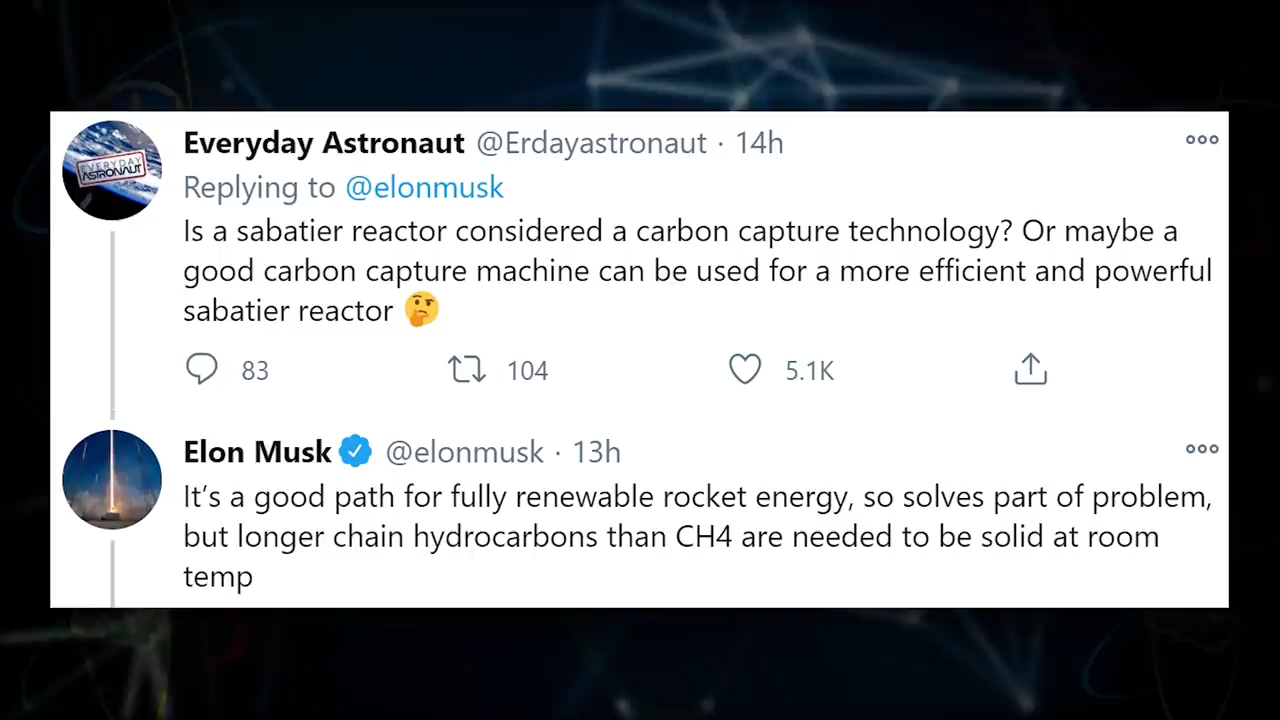 Everyday Astronaut @Erdayastronaut · 14h
EVERYDAY
ASTRONAUT
Replying to @elonmusk
Is a sabatier reactor considered a carbon capture technology? Or maybe a
good carbon capture machine can be used for a more efficient and powerful
sabatier reactor 🤔
83 104 5.1K
Elon Musk @elonmusk · 13h
It’s a good path for fully renewable rocket energy, so solves part of problem,
but longer chain hydrocarbons than CH4 are needed to be solid at room
temp